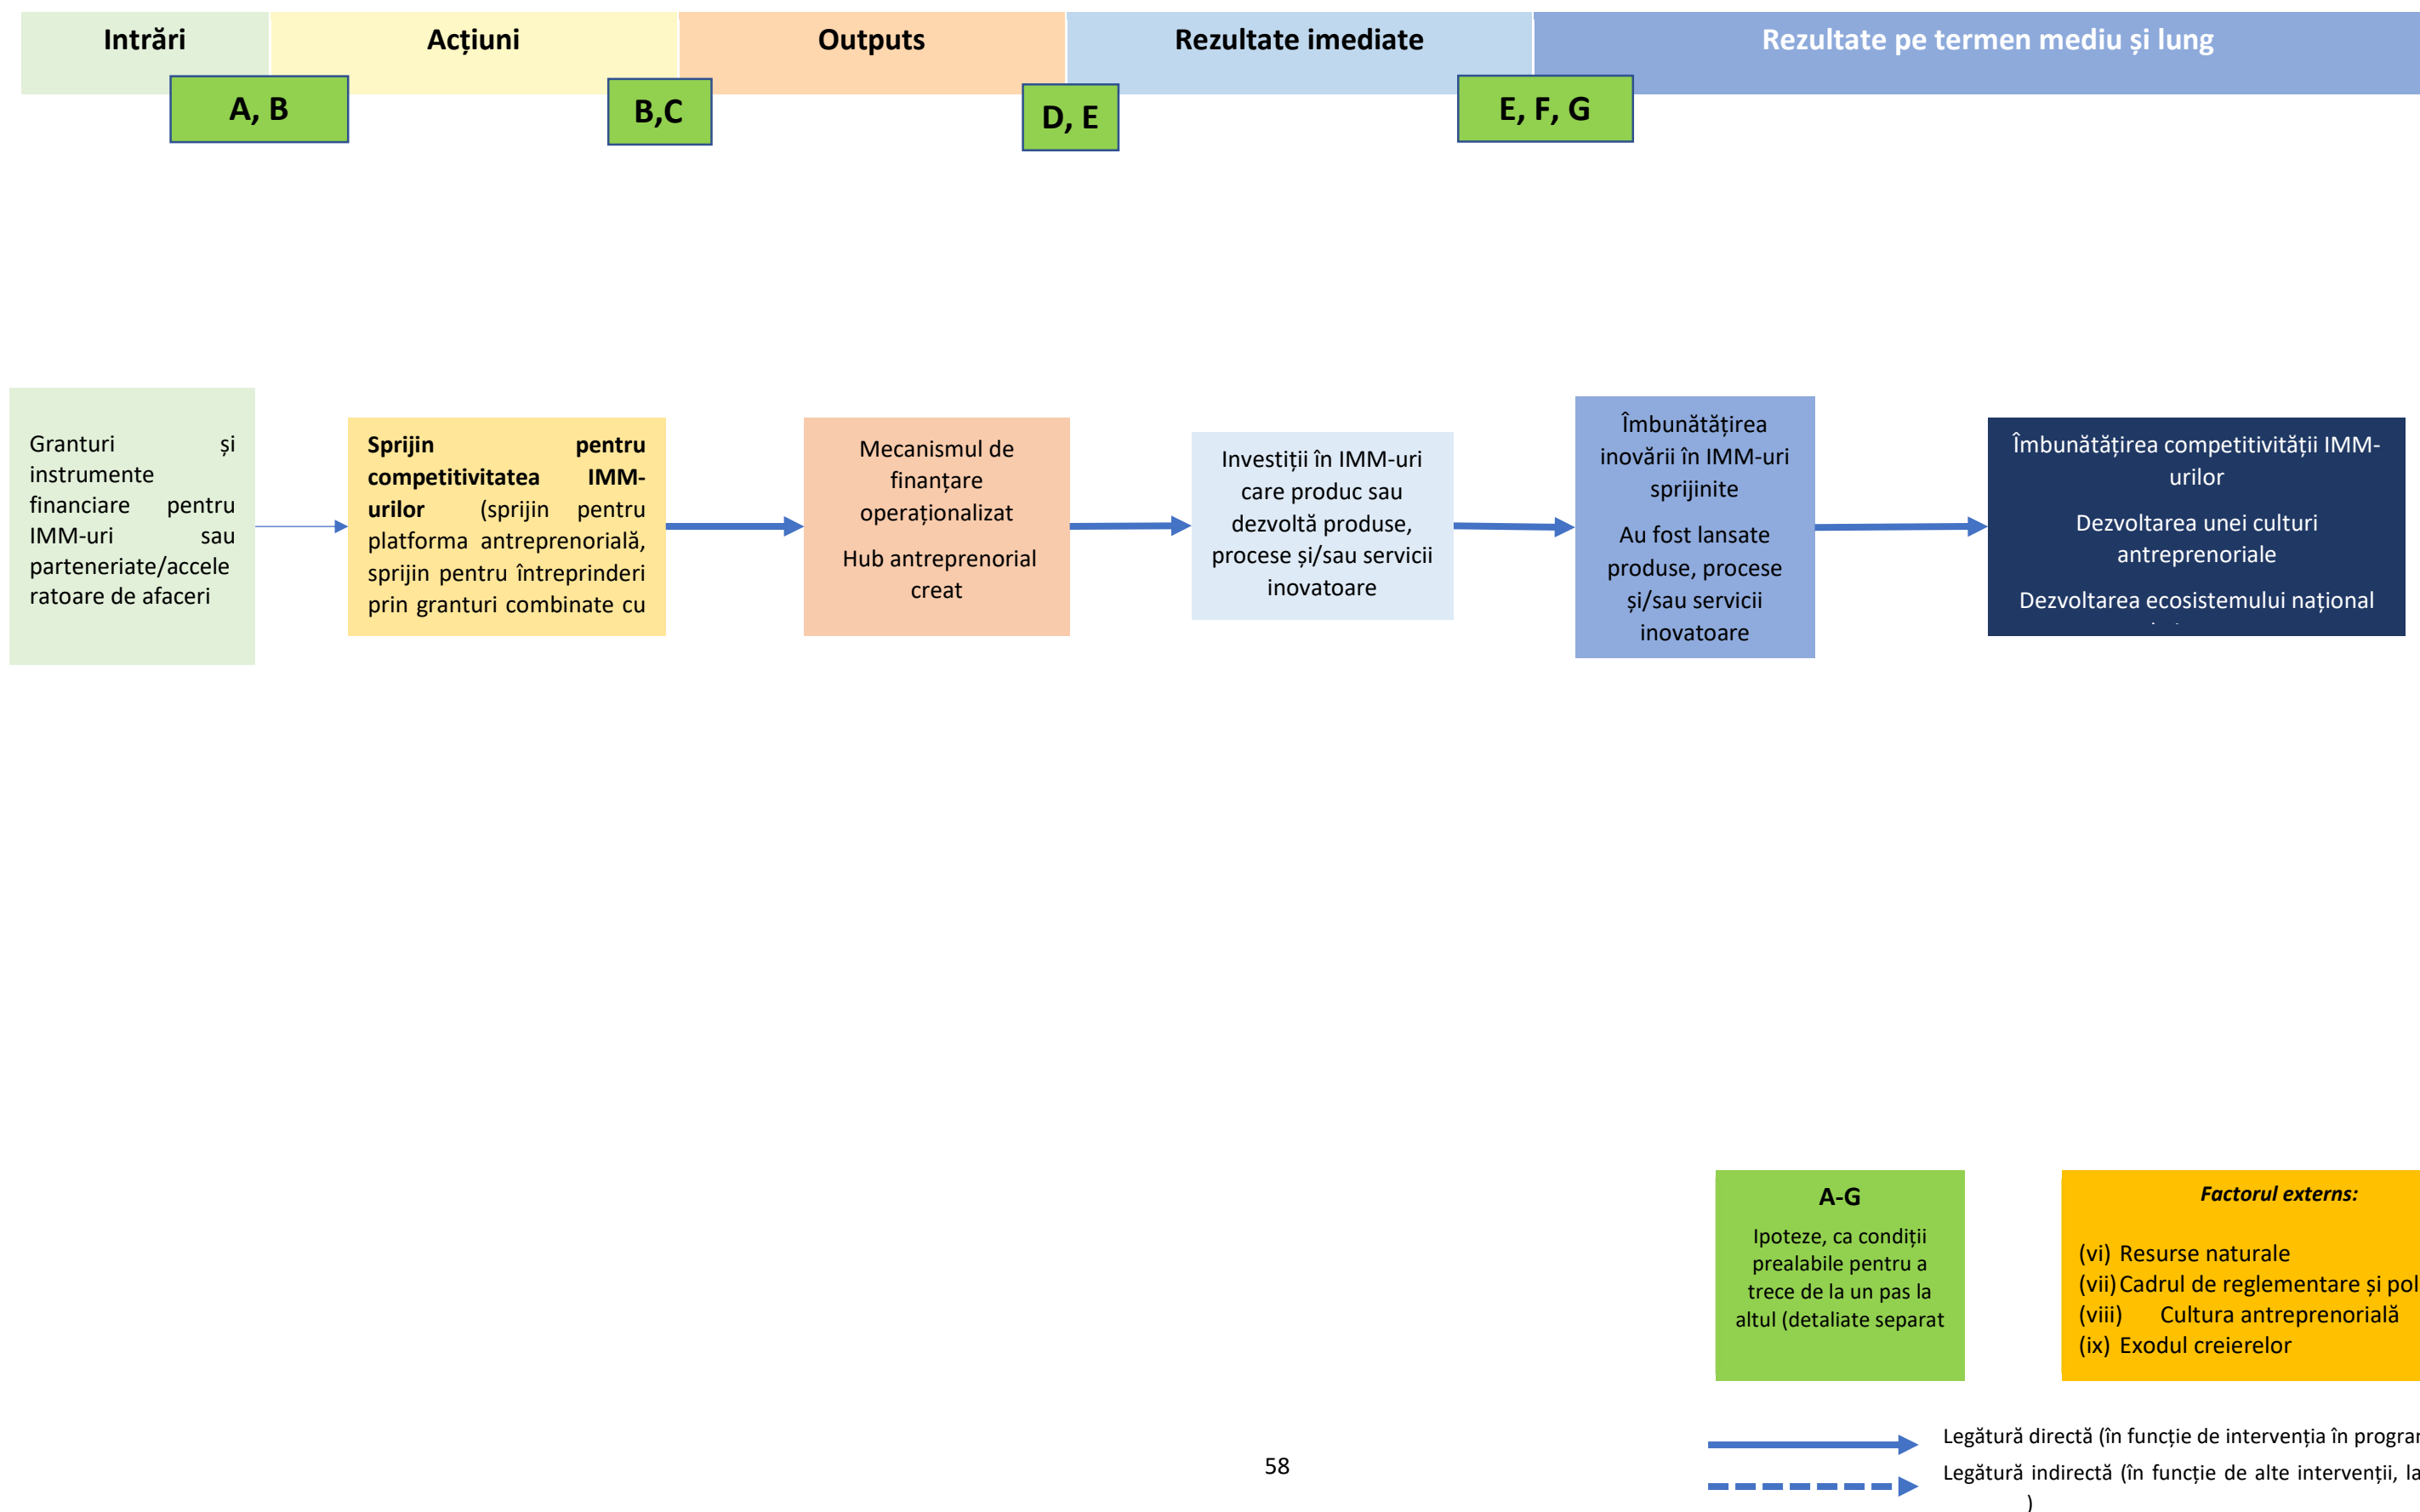 Intrări
Acțiuni
Outputs
Rezultate imediate
Rezultate pe termen mediu și lung
A, B
B,C
D, E
E, F, G
Granturi și
instrumente
financiare pentru
IMM-uri sau
parteneriate/accele
ratoare de afaceri
Sprijin pentru
competitivitatea IMM-
urilor (sprijin pentru
platforma antreprenorială,
sprijin pentru întreprinderi
prin granturi combinate cu
Mecanismul de
finanțare
operaționalizat
Hub antreprenorial
creat
Investiții în IMM-uri
care produc sau
dezvoltă produse,
procese și/sau servicii
inovatoare
Îmbunătățirea
inovării în IMM-uri
sprijinite
Au fost lansate
produse, procese
și/sau servicii
inovatoare
Îmbunătățirea competitivității IMM-
urilor
Dezvoltarea unei culturi
antreprenoriale
Dezvoltarea ecosistemului național
A-G
Ipoteze, ca condiții
prealabile pentru a
trece de la un pas la
altul (detaliate separat
Factorul externs:
(vi) Resurse naturale
(vii) Cadrul de reglementare și pol
(viii) Cultura antreprenorială
(ix) Exodul creierelor
Legătură directă (în funcție de intervenția în progra
Legătură indirectă (în funcție de alte intervenții, la
)
58